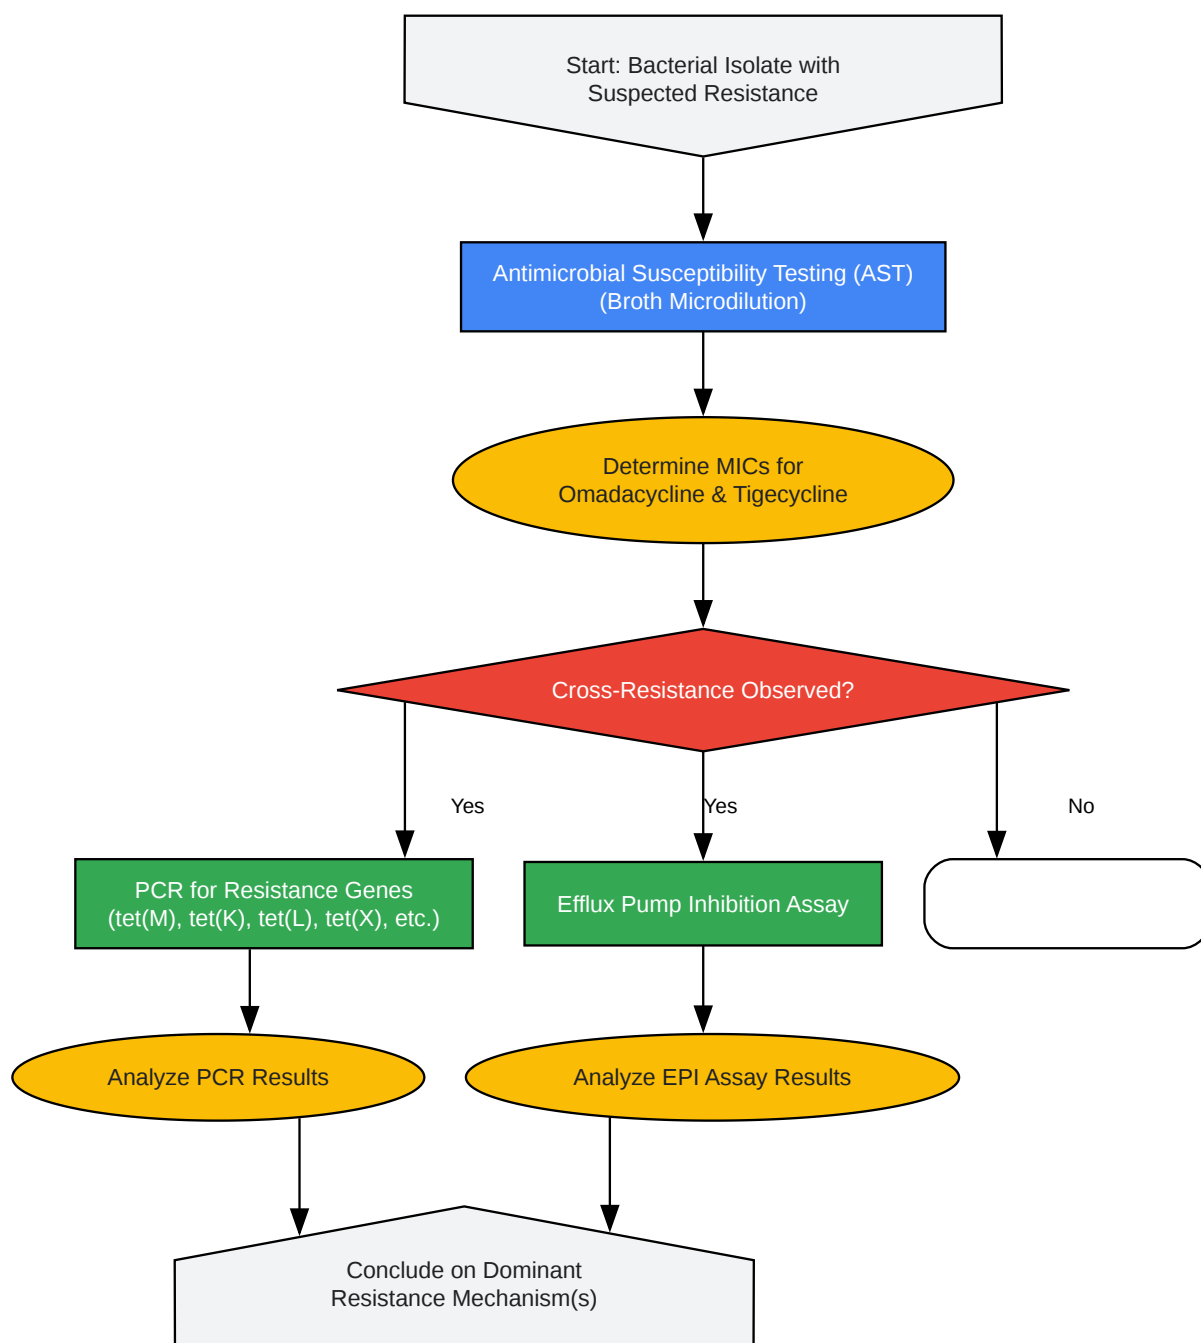 Start: Bacterial Isolate with
Suspected Resistance
Antimicrobial Susceptibility Testing (AST)
(Broth Microdilution)
Determine MICs for
Omadacycline & Tigecycline
Cross-Resistance Observed?
Yes
Yes
No
PCR for Resistance Genes
(tet(M), tet(K), tet(L), tet(X), etc.)
Efflux Pump Inhibition Assay
Analyze PCR Results
Analyze EPI Assay Results
Conclude on Dominant
Resistance Mechanism(s)